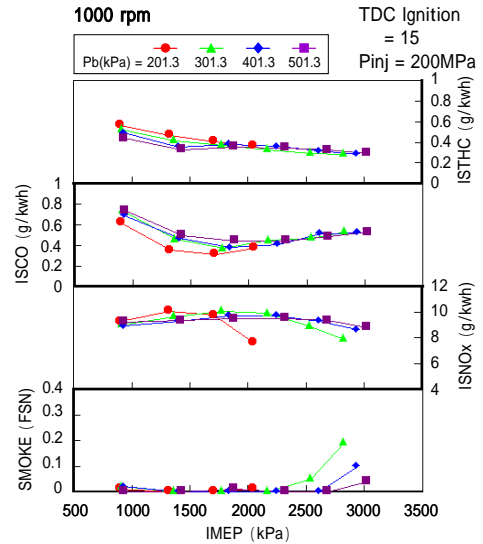 1000 rpm
TDC Ignition
= 15
Pinj = 200MPa
Pb(kPa) = 201.3 301.3 401.3 501.3
1
0.8
0.6
0.4
0.2
0
ISTHC (g/kwh)
1
0.8
0.6
0.4
0.2
0
ISCO (g/kwh)
12
10
8
6
4
ISNOx (g/kwh)
0.4
0.3
0.2
0.1
0
SMOKE (FSN)
500 1000 1500 2000 2500 3000 3500
IMEP (kPa)